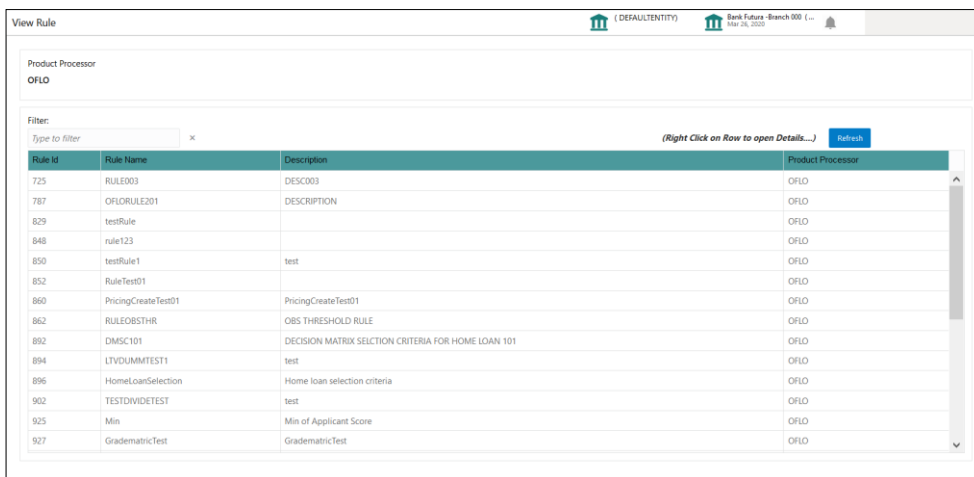 View Rule
( DEFAULTENTITY)
Bank Futura -Branch 000 ( ...
Mar 26, 2020
Product Processor
OFLO
Filter:
Type to filter ×
(Right Click on Row to open Details....) Refresh
Rule Id Rule Name Description Product Processor
725 RULE003 DESC003 OFLO
787 OFLORULE201 DESCRIPTION OFLO
829 testRule OFLO
848 rule123 OFLO
850 testRule1 test OFLO
852 RuleTest01 OFLO
860 PricingCreateTest01 PricingCreateTest01 OFLO
862 RULEOBSTHR OBS THRESHOLD RULE OFLO
892 DMSC101 DECISION MATRIX SELCTION CRITERIA FOR HOME LOAN 101 OFLO
894 LTVDUMMTEST1 test OFLO
896 HomeLoanSelection Home loan selection criteria OFLO
902 TESTDIVIDETEST test OFLO
925 Min Min of Applicant Score OFLO
927 GradematricTest GradematricTest OFLO